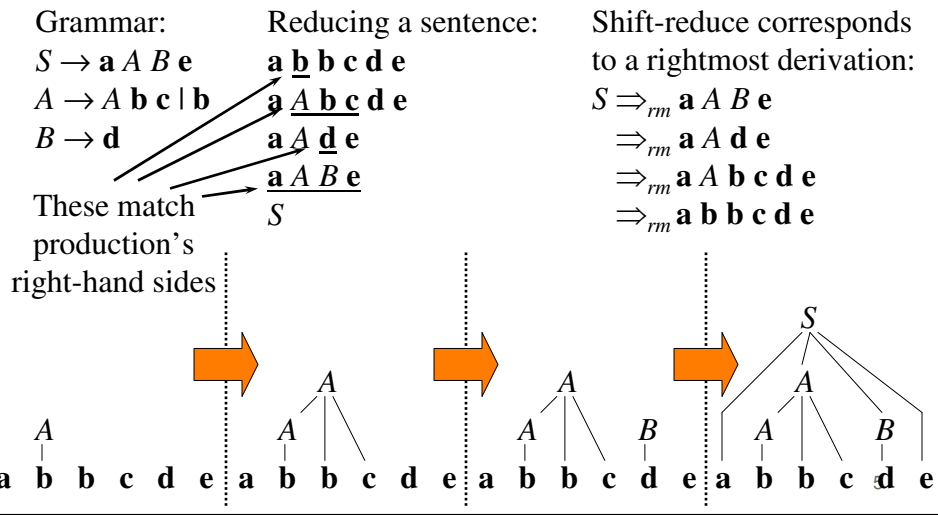 Grammar:
S → a A B e
A → A b c | b
B → d
These match
production's
right-hand sides
Reducing a sentence:
a b b c d e
a A b c d e
a A d e
a A B e
S
Shift-reduce corresponds
to a rightmost derivation:
S ⇒rm a A B e
⇒rm a A d e
⇒rm a A b c d e
⇒rm a b b c d e
A
a b b c d e
A
A
a b b c d e
A
A B
a b b c d e
S
A
A B
a b b c d e
5